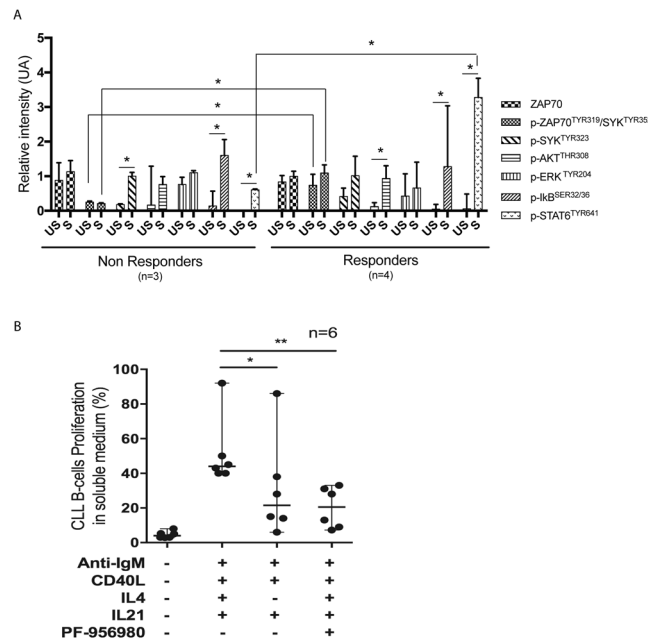 A
Relative intensity (UA)
5
4
3
2
1
0
* * * * * * * *
US S US S US S US S US S US S US S US S US S US S US S US S US S US S
Non Responders
(n=3)
Responders
(n=4)
ZAP70
p-ZAP70TYR319/SYKTYR35
p-SYKTYR323
p-AKTTHR308
p-ERKTYR204
p-IkBSER32/36
p-STAT6TYR641
B
n=6
**
*
CLL B-cells Proliferation
in soluble medium (%)
100
80
60
40
20
0
Anti-IgM - + + +
CD40L - + + +
IL4 - + - +
IL21 - + + +
PF-956980 - - - +